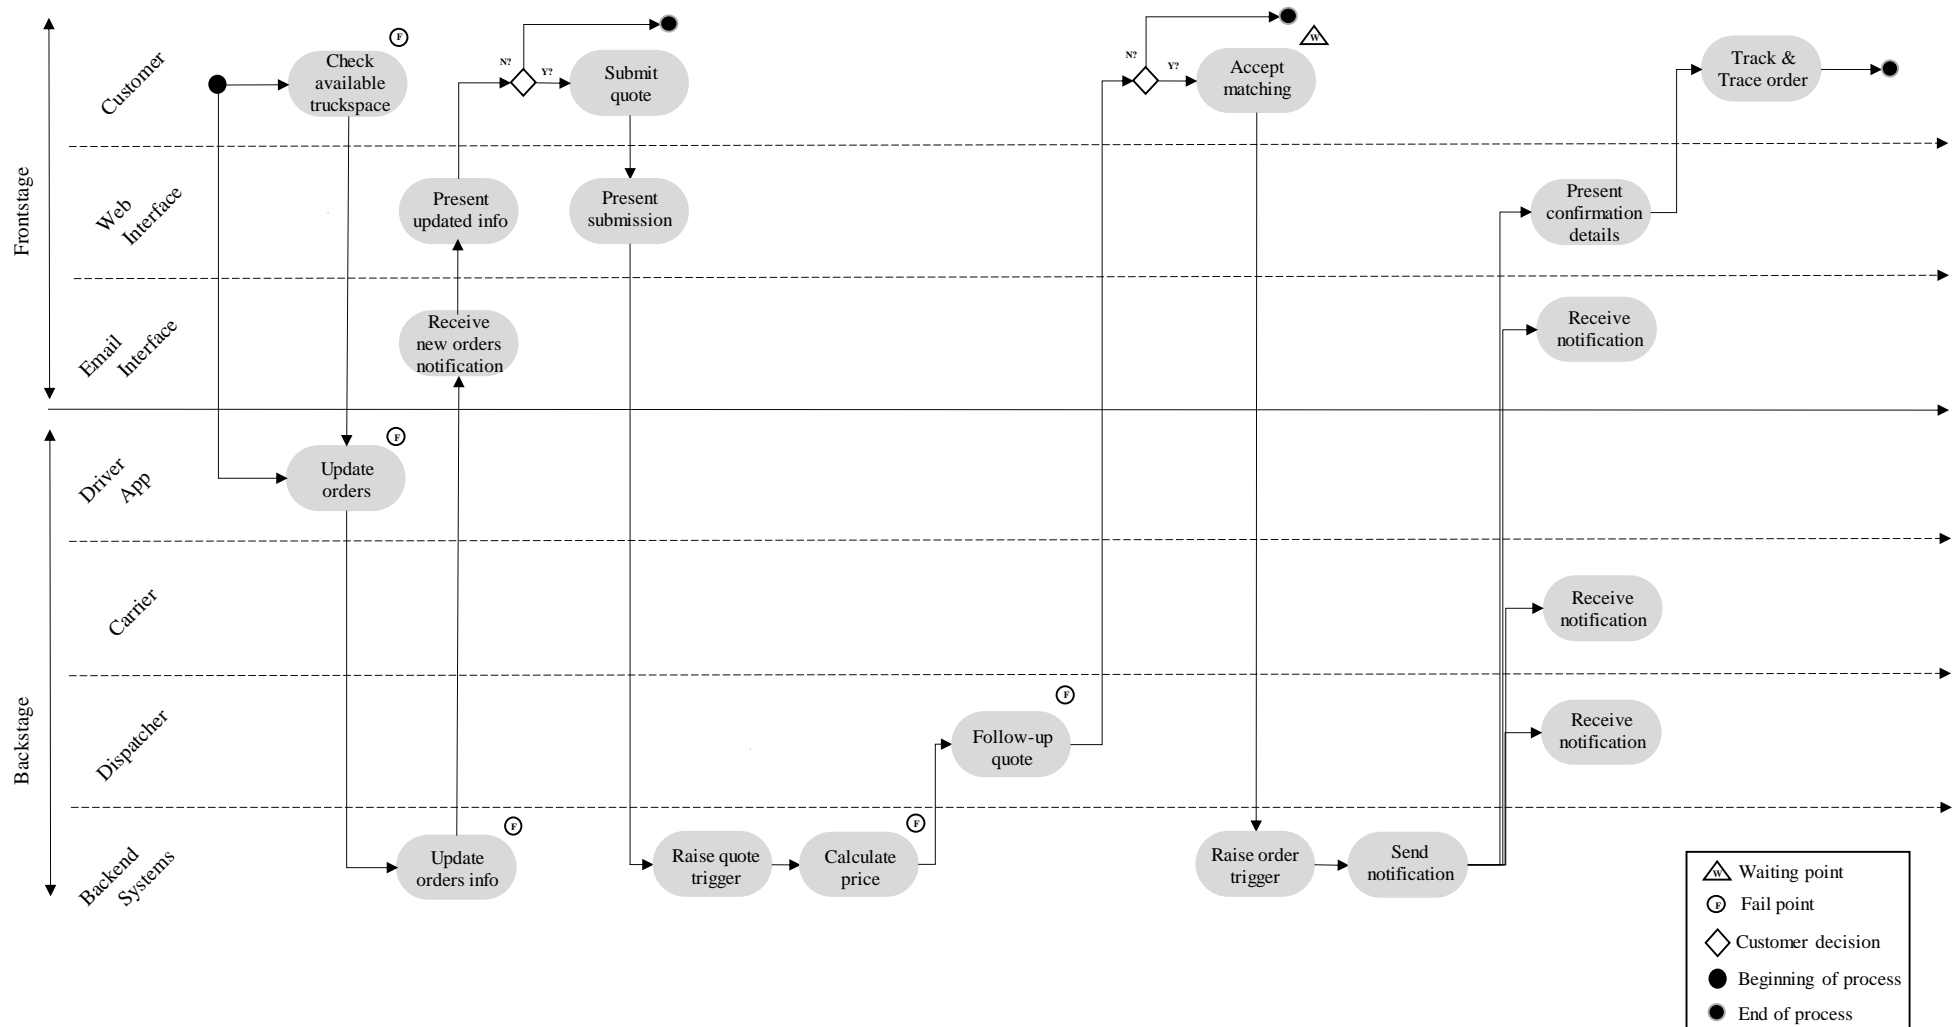 Frontstage
Backstage
Customer
F
Check
available
truckspace
N?
Y?
Submit
quote
N?
Y?
W
Accept
matching
Track &
Trace order
Web
Interface
Present
updated info
Present
submission
Present
confirmation
details
Email
Interface
Receive
new orders
notification
Receive
notification
Driver
App
F
Update
orders
Carrier
Receive
notification
Dispatcher
F
Follow-up
quote
Receive
notification
Backend
Systems
F
Update
orders info
Raise quote
trigger
F
Calculate
price
Raise order
trigger
Send
notification
W Waiting point
F Fail point
Customer decision
Beginning of process
End of process